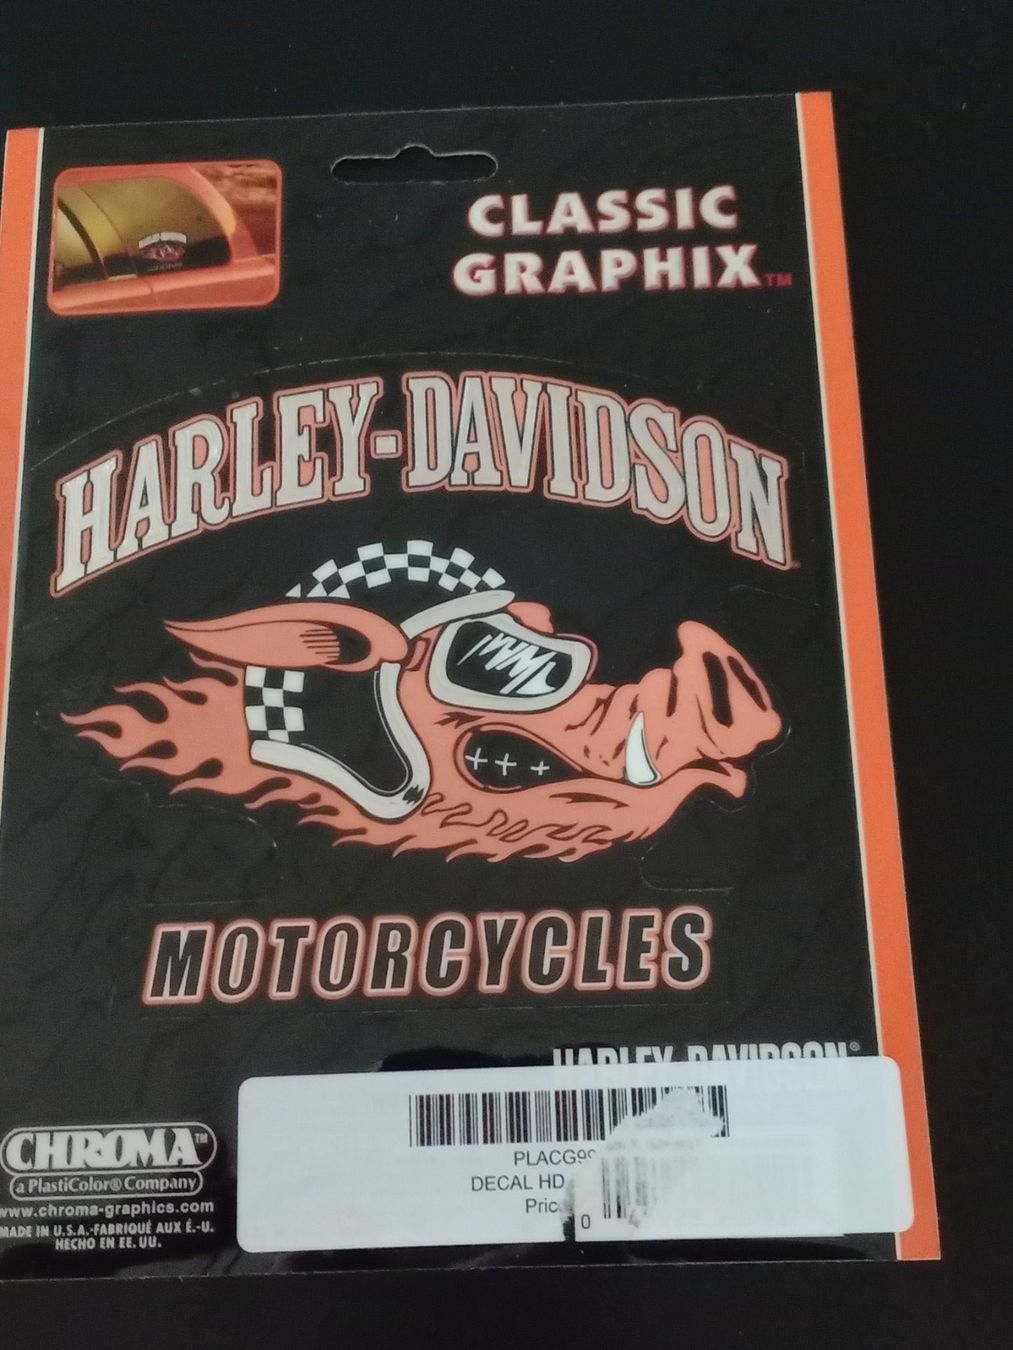 CLASSIC
GRAPHIX™
HARLEY-DAVIDSON
MOTORCYCLES
HARLEY-DAVIDSON®
CHROMA™
a PlastiColor® Company
www.chroma-graphics.com
MADE IN U.S.A.-FABRIQUÉ AUX É.-U.
HECHO EN EE. UU.
DECAL HD
0